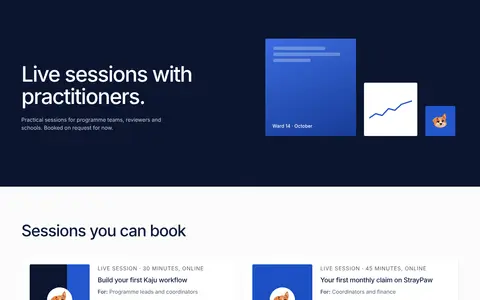 Live sessions with
practitioners.
Practical sessions for programme teams, reviewers and
schools. Booked on request for now.
Ward 14 · October
Sessions you can book
LIVE SESSION · 30 MINUTES, ONLINE
Build your first Kaju workflow
For: Programme leads and coordinators
LIVE SESSION · 45 MINUTES, ONLINE
Your first monthly claim on StrayPaw
For: Coordinators and finance